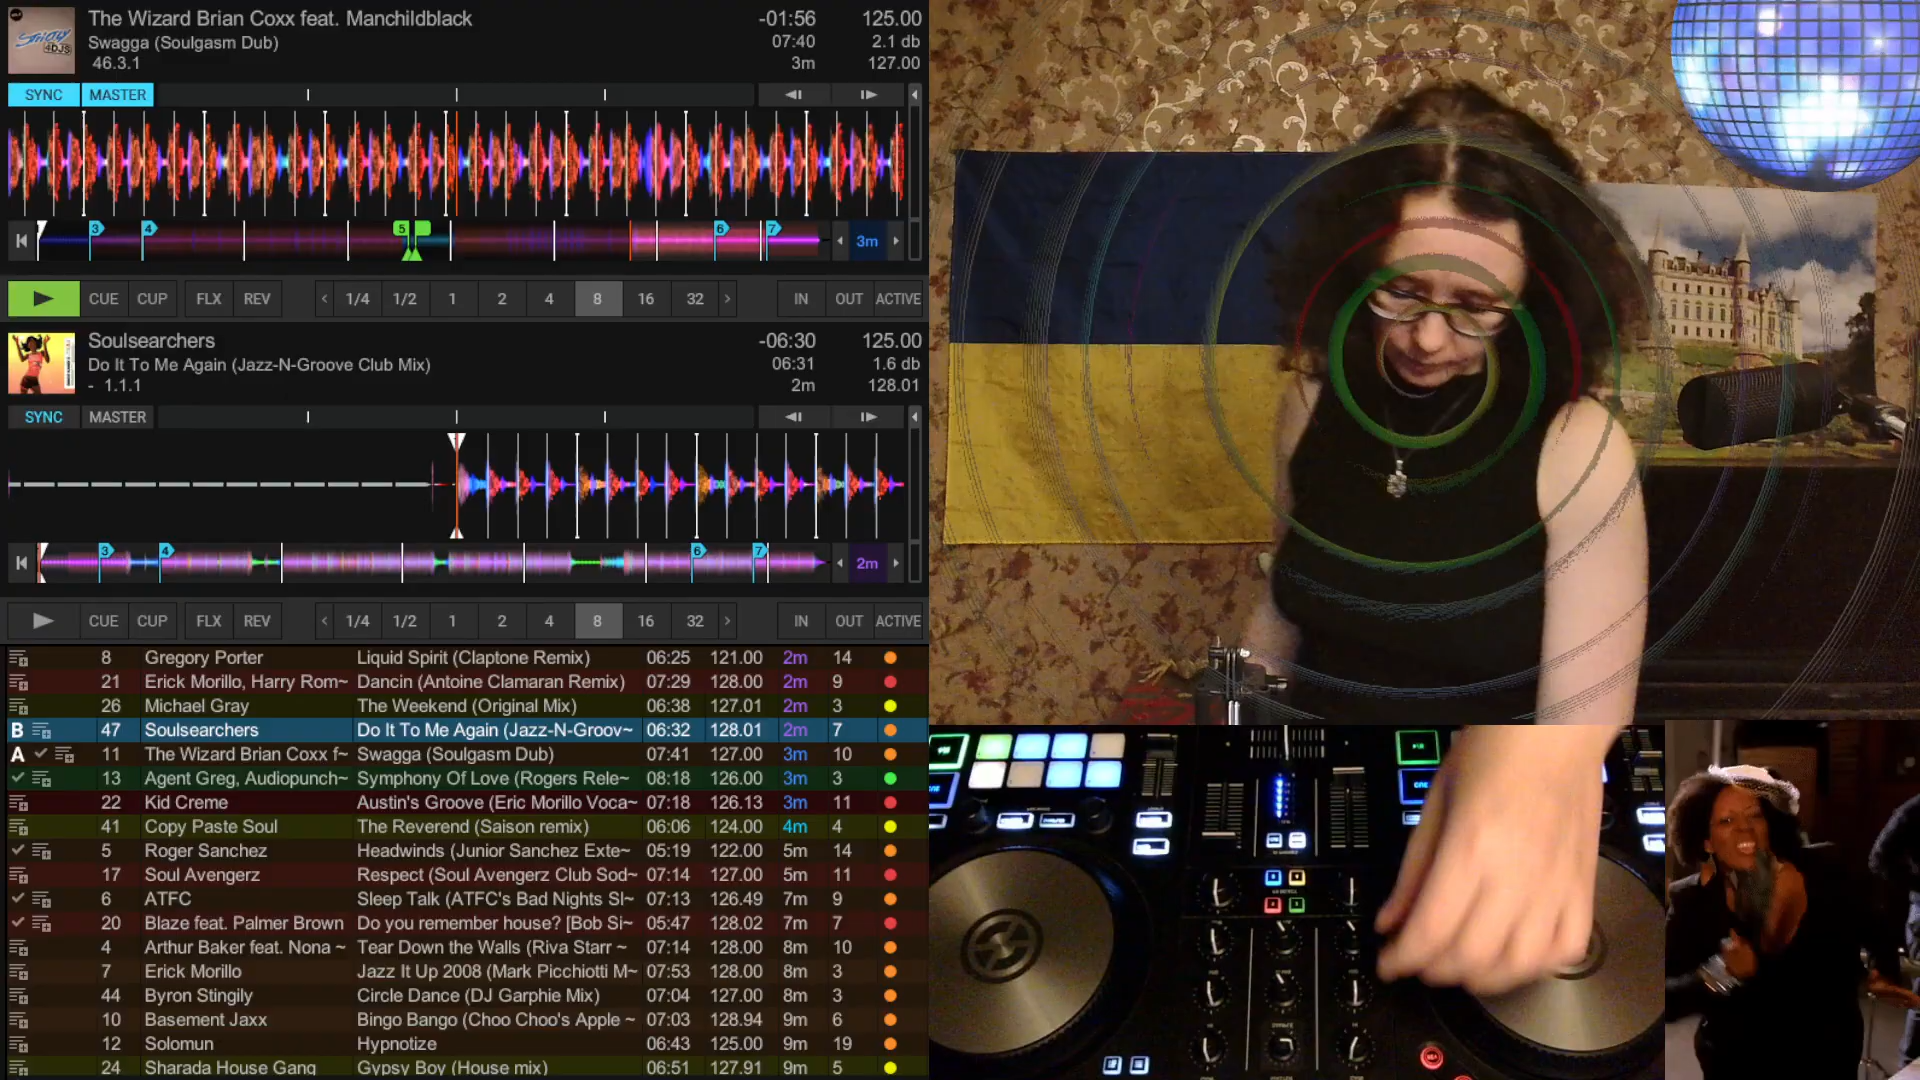 The Wizard Brian Coxx feat. Manchildblack -01:56 125.00
Swagga (Soulgasm Dub) 07:40 2.1 db
46.3.1 3m 127.00
SYNC MASTER
3 4 5 6 7 3m
CUE CUP FLX REV 1/4 1/2 1 2 4 8 16 32 IN OUT ACTIVE
Soulsearchers -06:30 125.00
Do It To Me Again (Jazz-N-Groove Club Mix) 06:31 1.6 db
- 1.1.1 2m 128.01
SYNC MASTER
3 4 6 7 2m
CUE CUP FLX REV 1/4 1/2 1 2 4 8 16 32 IN OUT ACTIVE
8 Gregory Porter Liquid Spirit (Claptone Remix) 06:25 121.00 2m 14
21 Erick Morillo, Harry Rom~ Dancin (Antoine Clamaran Remix) 07:29 128.00 2m 9
26 Michael Gray The Weekend (Original Mix) 06:38 127.01 2m 3
B 47 Soulsearchers Do It To Me Again (Jazz-N-Groov~ 06:32 128.01 2m 7
A 11 The Wizard Brian Coxx f~ Swagga (Soulgasm Dub) 07:41 127.00 3m 10
13 Agent Greg, Audiopunch~ Symphony Of Love (Rogers Rele~ 08:18 126.00 3m 3
22 Kid Creme Austin's Groove (Eric Morillo Voca~ 07:18 126.13 3m 11
41 Copy Paste Soul The Reverend (Saison remix) 06:06 124.00 4m 4
5 Roger Sanchez Headwinds (Junior Sanchez Exte~ 05:19 122.00 5m 14
17 Soul Avengerz Respect (Soul Avengerz Club Sod~ 07:14 127.00 5m 11
6 ATFC Sleep Talk (ATFC's Bad Nights Sl~ 07:13 126.49 7m 9
20 Blaze feat. Palmer Brown Do you remember house? [Bob Si~ 05:47 128.02 7m 7
4 Arthur Baker feat. Nona ~ Tear Down the Walls (Riva Starr ~ 07:14 128.00 8m 10
7 Erick Morillo Jazz It Up 2008 (Mark Picchiotti M~ 07:53 128.00 8m 3
44 Byron Stingily Circle Dance (DJ Garphie Mix) 07:04 127.00 8m 3
10 Basement Jaxx Bingo Bango (Choo Choo's Apple ~ 07:03 128.94 9m 6
12 Solomun Hypnotize 06:43 125.00 9m 19
24 Sharada House Gang Gypsy Boy (House mix) 06:51 127.91 9m 5